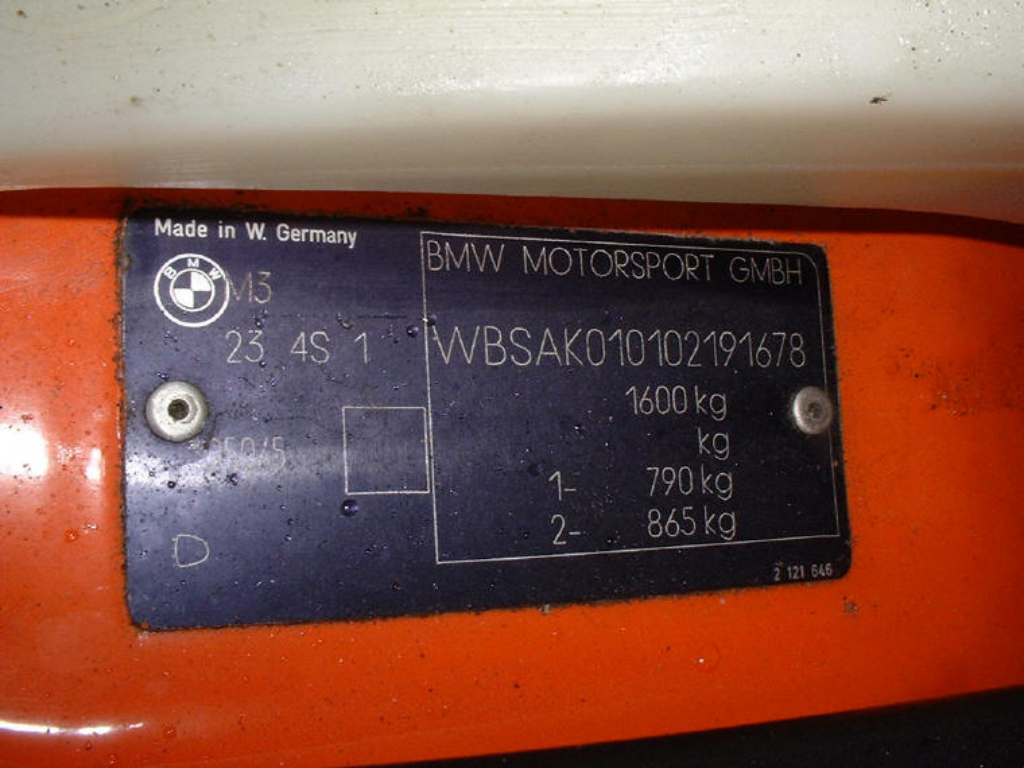 Made in W. Germany
BMW
M3
23 4S 1
D
BMW MOTORSPORT GMBH
WBSAK010102191678
1600 kg
kg
1- 790 kg
2- 865 kg
2 121 646